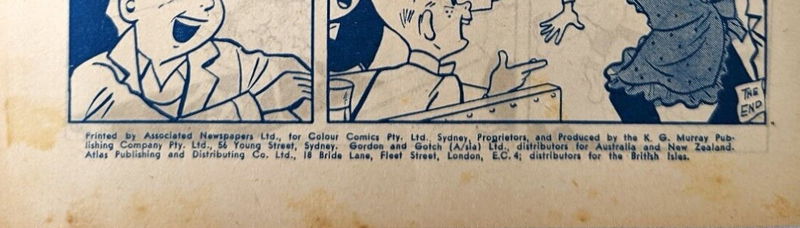 THE
END
Printed by Associated Newspapers Ltd., for Colour Comics Pty. Ltd. Sydney, Proprietors, and Produced by the K. G. Murray Pub-
lishing Company Pty. Ltd., 56 Young Street, Sydney. Gordon and Gotch (A/sia) Ltd., distributors for Australia and New Zealand.
Atlas Publishing and Distributing Co. Ltd., 18 Bride Lane, Fleet Street, London, E.C. 4; distributors for the British Isles.